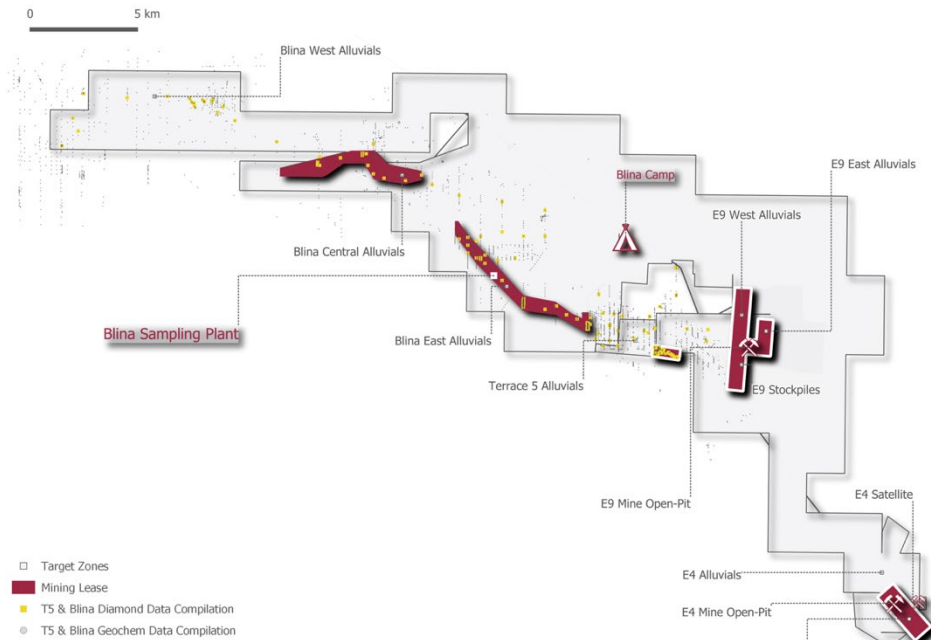 0 5 km
Blina West Alluvials
E9 East Alluvials
Blina Camp
E9 West Alluvials
Blina Central Alluvials
Blina Sampling Plant
Blina East Alluvials
Terrace 5 Alluvials
E9 Stockpiles
E9 Mine Open-Pit
E4 Satellite
Target Zones
Mining Lease
T5 & Blina Diamond Data Compilation
T5 & Blina Geochem Data Compilation
E4 Alluvials
E4 Mine Open-Pit